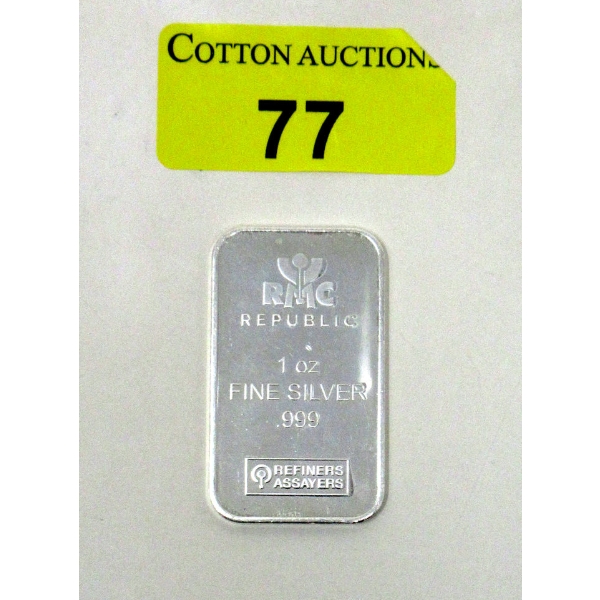 COTTON AUCTIONS
77
RMC
REPUBLIC
1 oz
FINE SILVER
.999
REFINERS
ASSAYERS